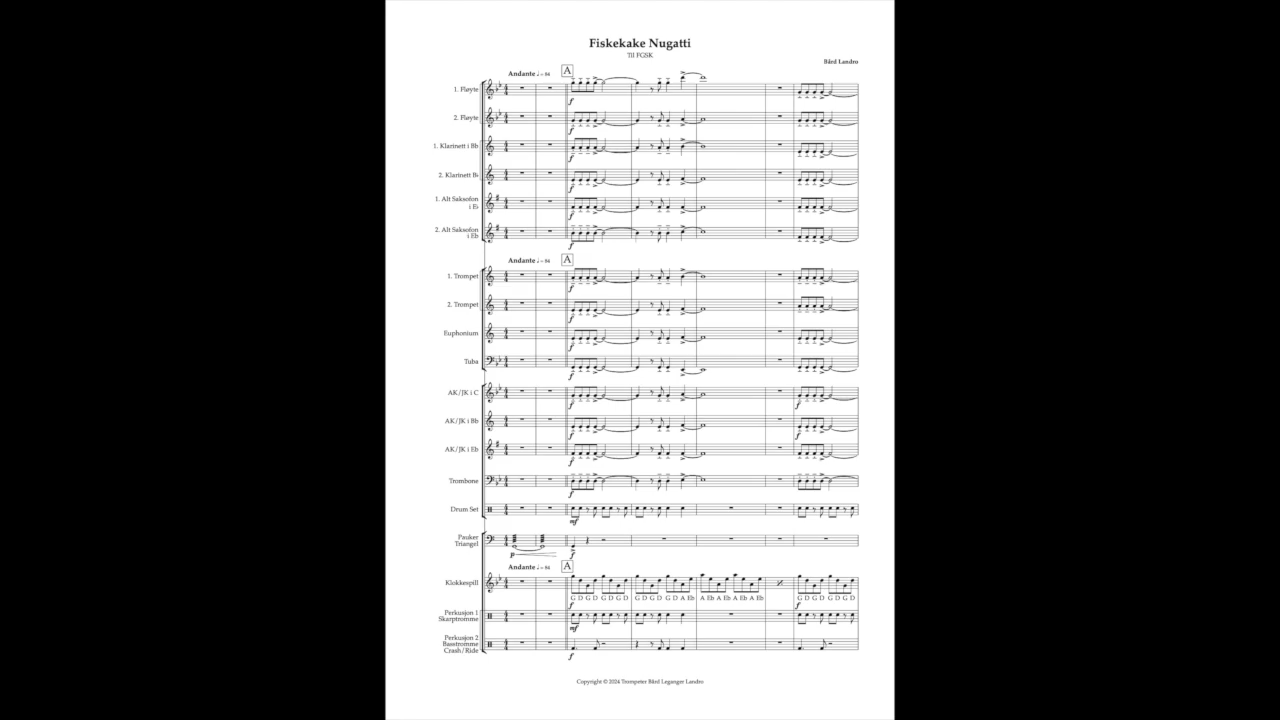 Fiskekake Nugatti
Til FGSK
Bård Landro
Andante ♩= 84
A
1. Fløyte
2. Fløyte
1. Klarinett i Bb
2. Klarinett B♭
1. Alt Saksofon
i E♭
2. Alt Saksofon
i Eb
Andante ♩= 84
A
1. Trompet
2. Trompet
Euphonium
Tuba
AK/JK i C
AK/JK i Bb
AK/JK i Eb
Trombone
Drum Set
mf
Pauker
Triangel
p f
Andante ♩= 84
A
Klokkespill
G D G D G D G D G D G D G D A Eb A Eb A Eb A Eb A Eb G D G D G D G D
f f
Perkusjon 1
Skarptromme
mf
Perkusjon 2
Basstromme
Crash/Ride
f
Copyright © 2024 Trompeter Bård Leganger Landro